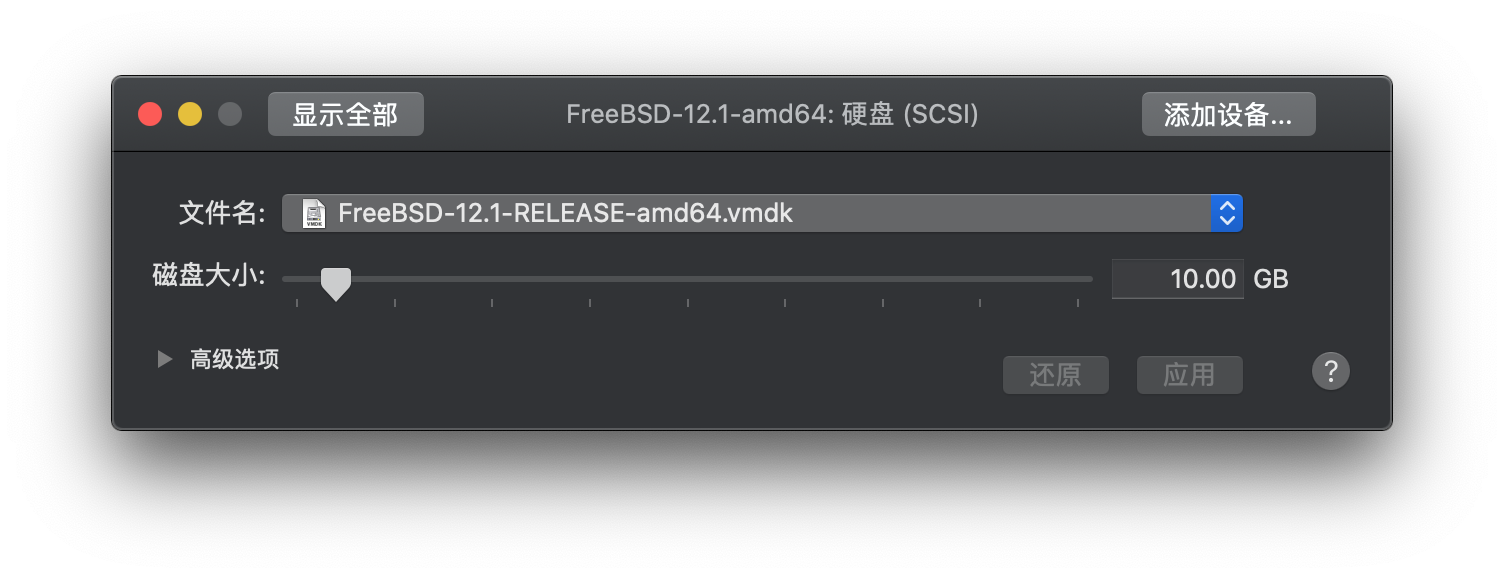 显示全部 FreeBSD-12.1-amd64: 硬盘 (SCSI) 添加设备...
文件名: FreeBSD-12.1-RELEASE-amd64.vmdk
磁盘大小: 10.00 GB
高级选项
还原 应用 ?